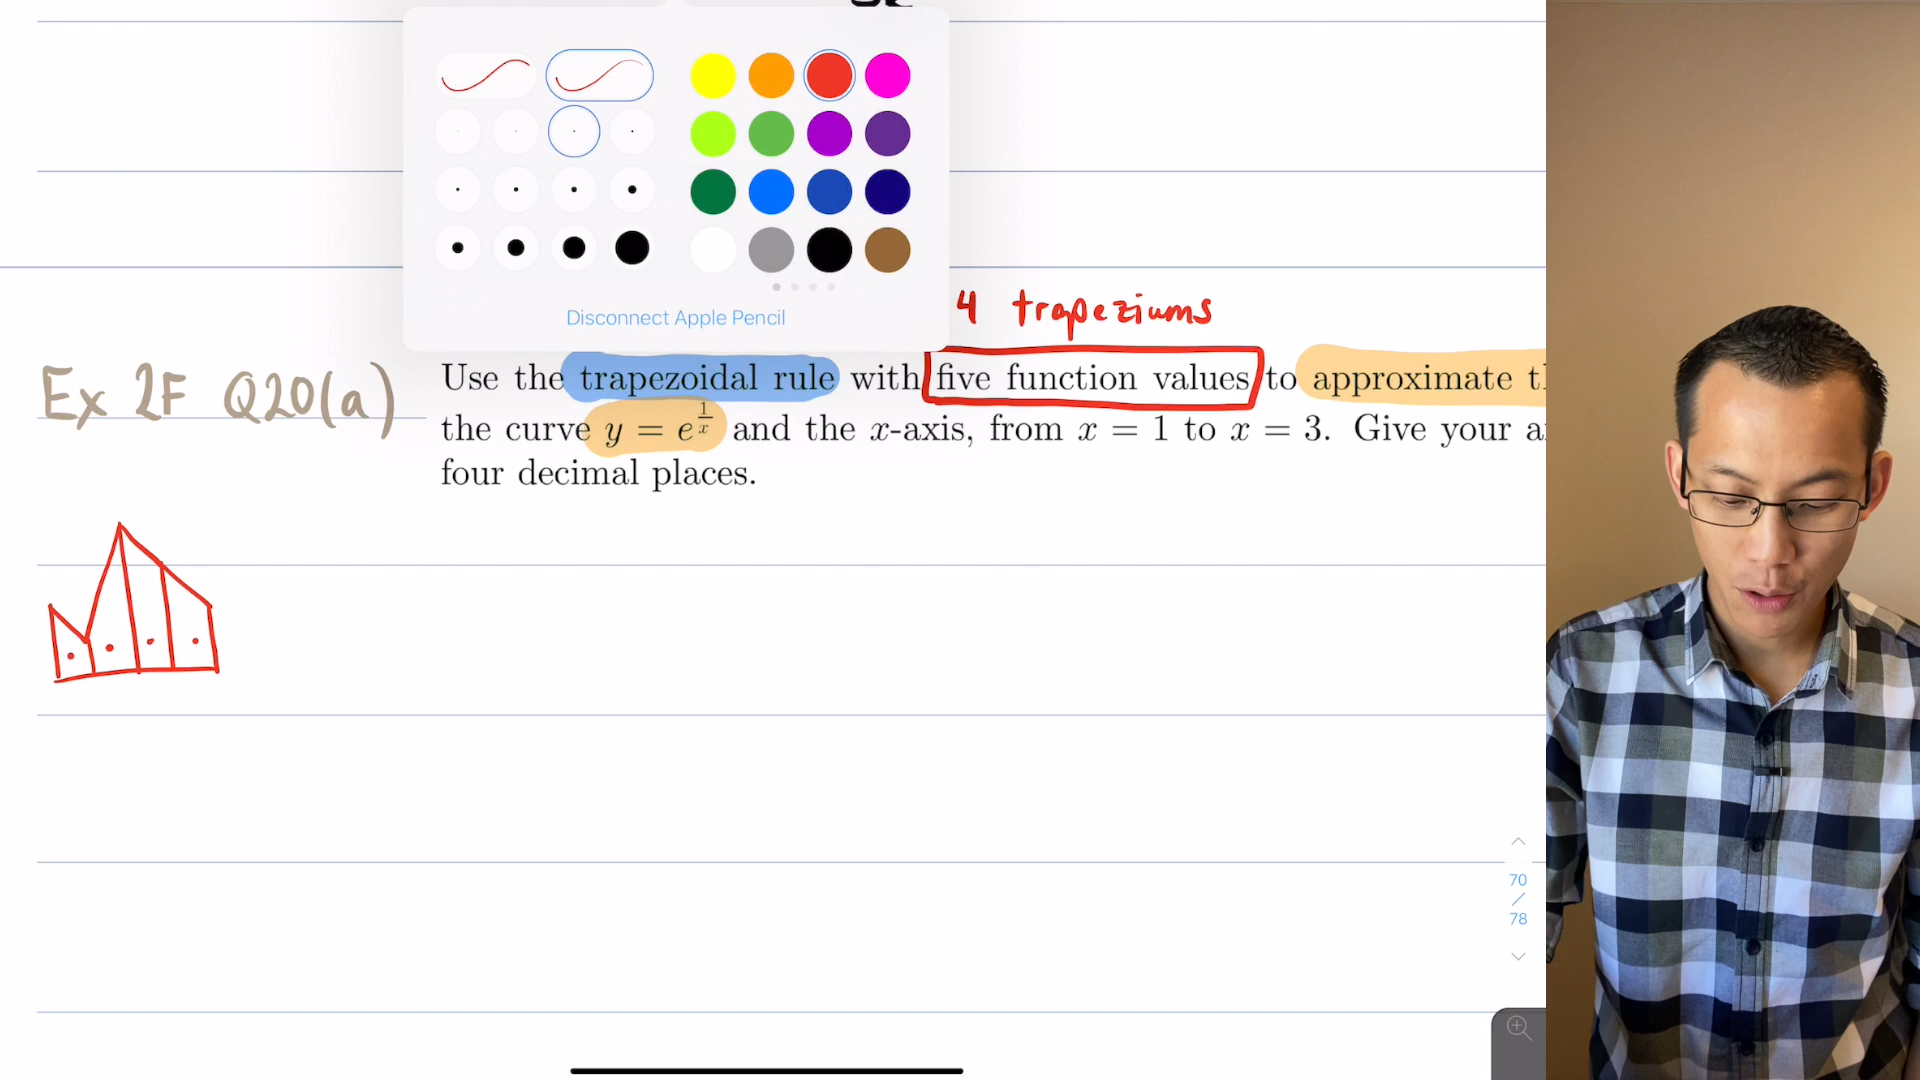 Disconnect Apple Pencil
4 trapeziums
Ex 2F Q20(a)
Use the trapezoidal rule with five function values to approximate
the curve y = e^{\frac{1}{x}} and the x-axis, from x = 1 to x = 3. Give your
four decimal places.
70
/
78